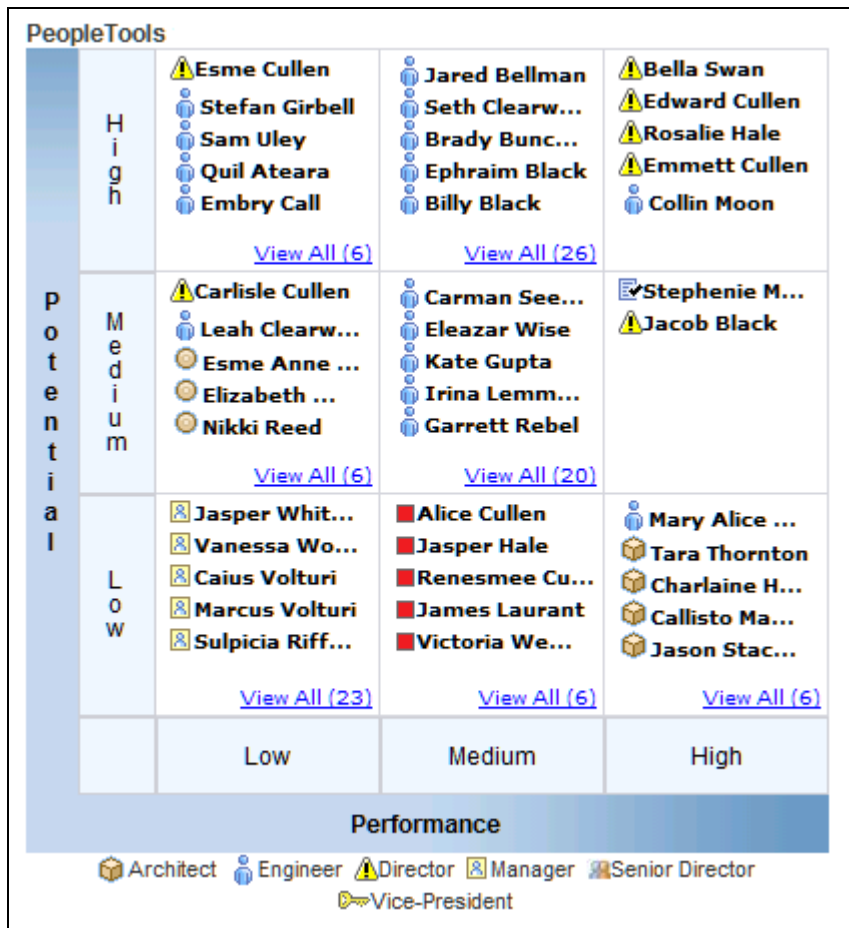 PeopleTools
Potential
High
Esme Cullen
Stefan Girbell
Sam Uley
Quil Ateara
Embry Call
View All (6)
Jared Bellman
Seth Clearw...
Brady Bunc...
Ephraim Black
Billy Black
View All (26)
Bella Swan
Edward Cullen
Rosalie Hale
Emmett Cullen
Collin Moon
Medium
Carlisle Cullen
Leah Clearw...
Esme Anne ...
Elizabeth ...
Nikki Reed
View All (6)
Carman See...
Eleazar Wise
Kate Gupta
Irina Lemm...
Garrett Rebel
View All (20)
Stephenie M...
Jacob Black
Low
Jasper Whit...
Vanessa Wo...
Caius Volturi
Marcus Volturi
Sulpicia Riff...
View All (23)
Alice Cullen
Jasper Hale
Renesmee Cu...
James Laurant
Victoria We...
View All (6)
Mary Alice ...
Tara Thornton
Charlaine H...
Callisto Ma...
Jason Stac...
View All (6)
Low
Medium
High
Performance
Architect Engineer Director Manager Senior Director
Vice-President